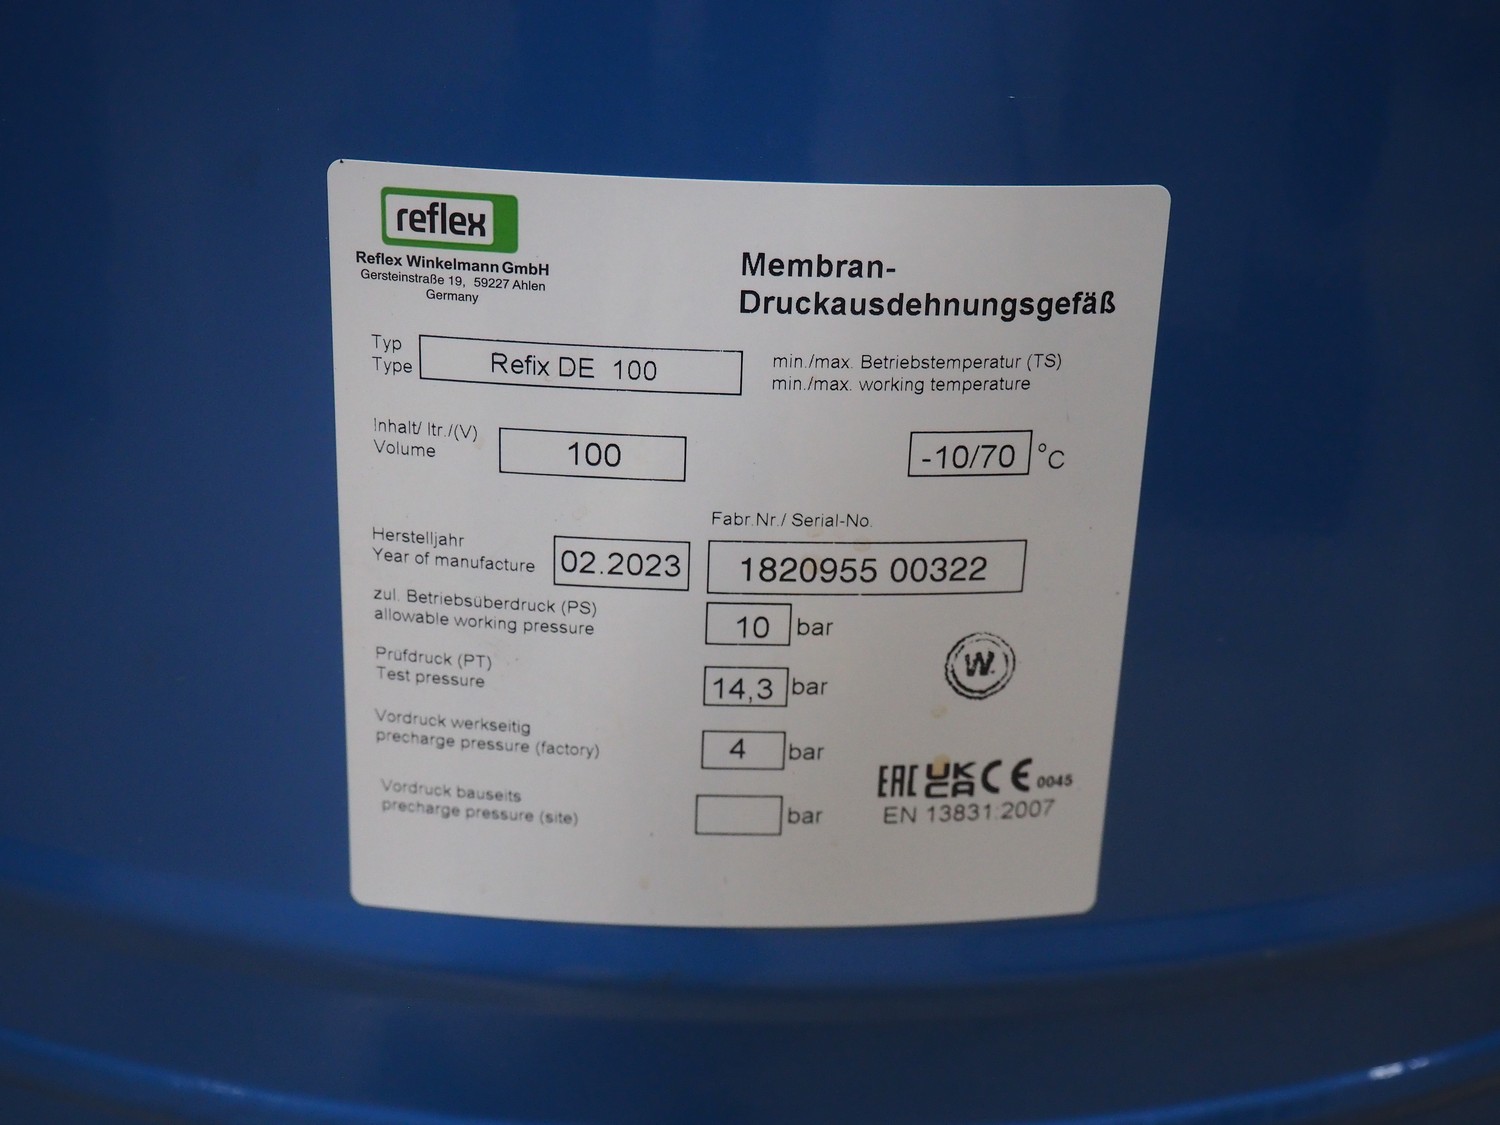 reflex
Reflex Winkelmann GmbH
Gersteinstraße 19, 59227 Ahlen
Germany
Membran-
Druckausdehnungsgefäß
Typ
Type
Refix DE 100
min./max. Betriebstemperatur (TS)
min./max. working temperature
Inhalt/ ltr./(V)
Volume
100
-10/70 °C
Herstelljahr
Year of manufacture
02.2023
Fabr.Nr./ Serial-No.
1820955 00322
zul. Betriebsüberdruck (PS)
allowable working pressure
10 bar
Prüfdruck (PT)
Test pressure
14,3 bar
W.
Vordruck werkseitig
precharge pressure (factory)
4 bar
Vordruck bauseits
precharge pressure (site)
bar
EAC UKCA CE 0045
EN 13831:2007